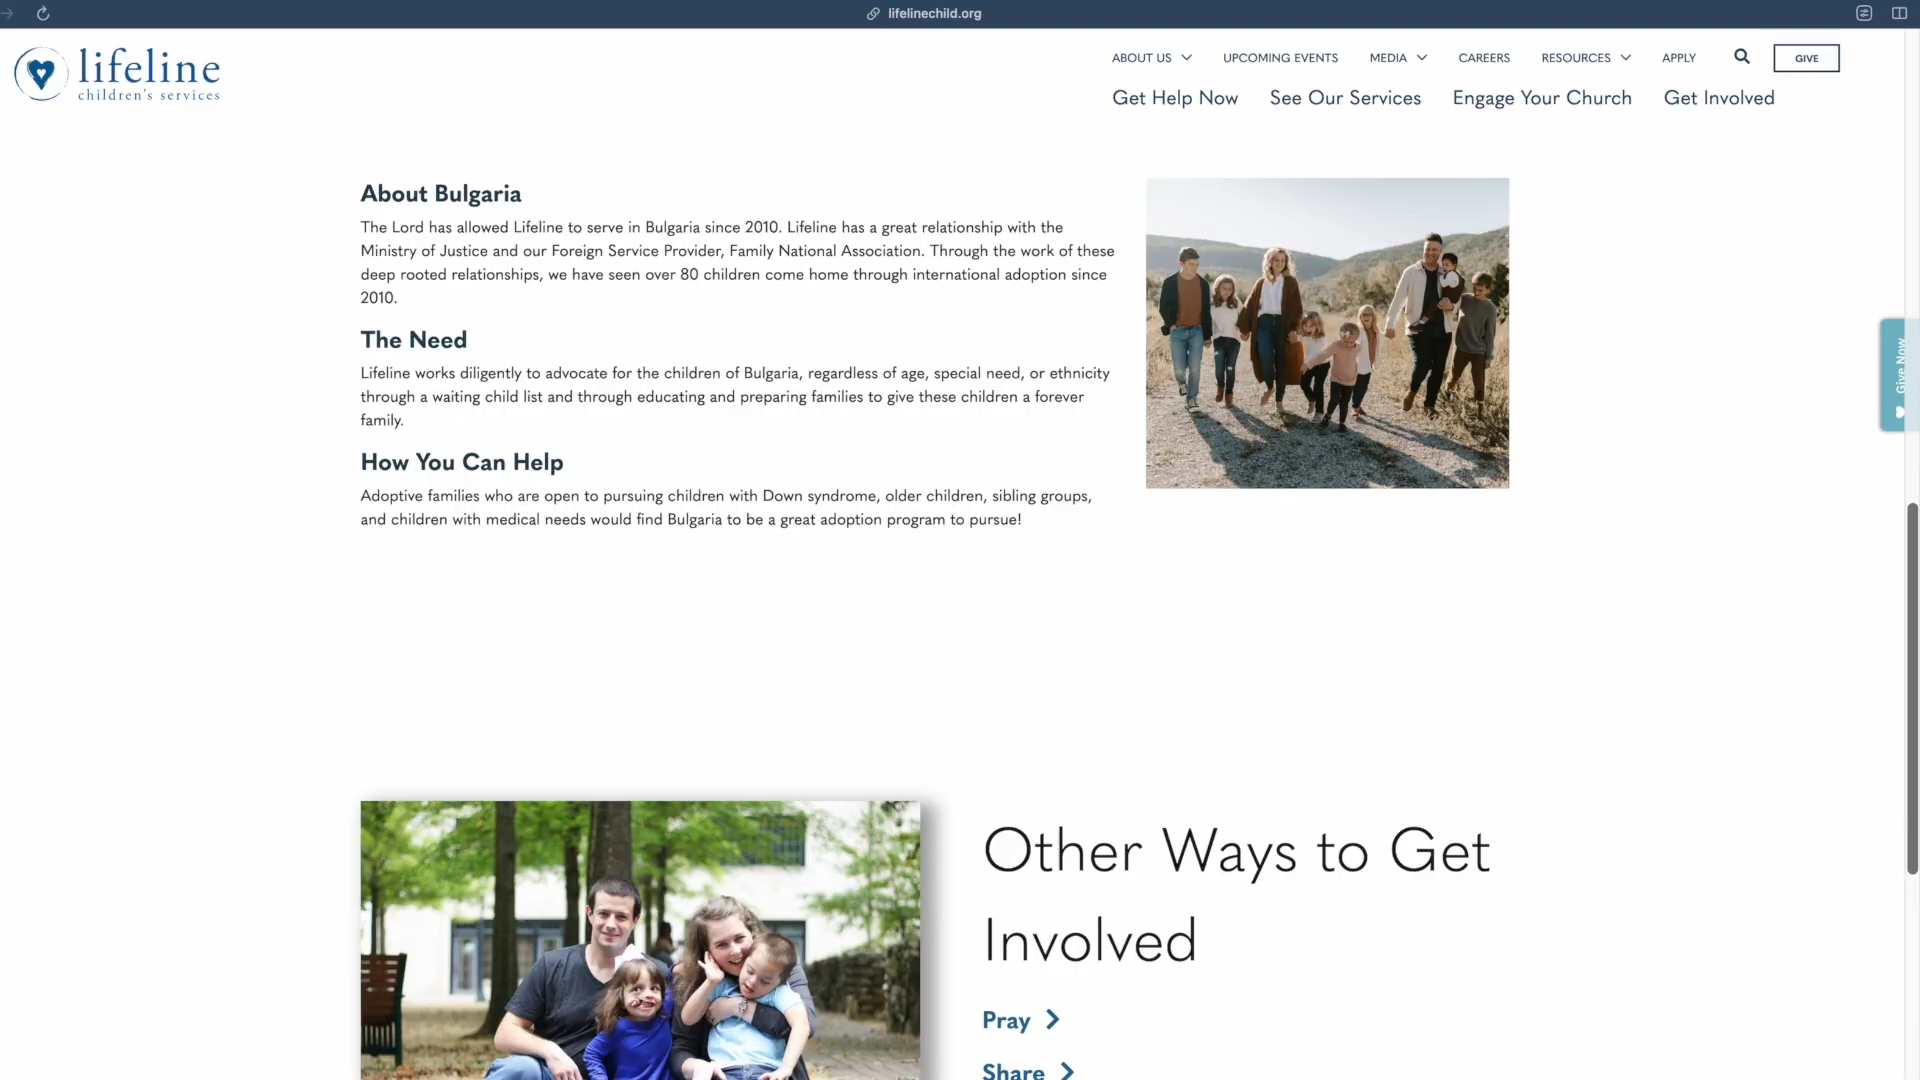 lifelinechild.org
lifeline
children's services
ABOUT US
UPCOMING EVENTS
MEDIA
CAREERS
RESOURCES
APPLY
GIVE
Get Help Now
See Our Services
Engage Your Church
Get Involved
About Bulgaria
The Lord has allowed Lifeline to serve in Bulgaria since 2010. Lifeline has a great relationship with the
Ministry of Justice and our Foreign Service Provider, Family National Association. Through the work of these
deep rooted relationships, we have seen over 80 children come home through international adoption since
2010.
The Need
Lifeline works diligently to advocate for the children of Bulgaria, regardless of age, special need, or ethnicity
through a waiting child list and through educating and preparing families to give these children a forever
family.
How You Can Help
Adoptive families who are open to pursuing children with Down syndrome, older children, sibling groups,
and children with medical needs would find Bulgaria to be a great adoption program to pursue!
Give Now
Other Ways to Get
Involved
Pray
Share